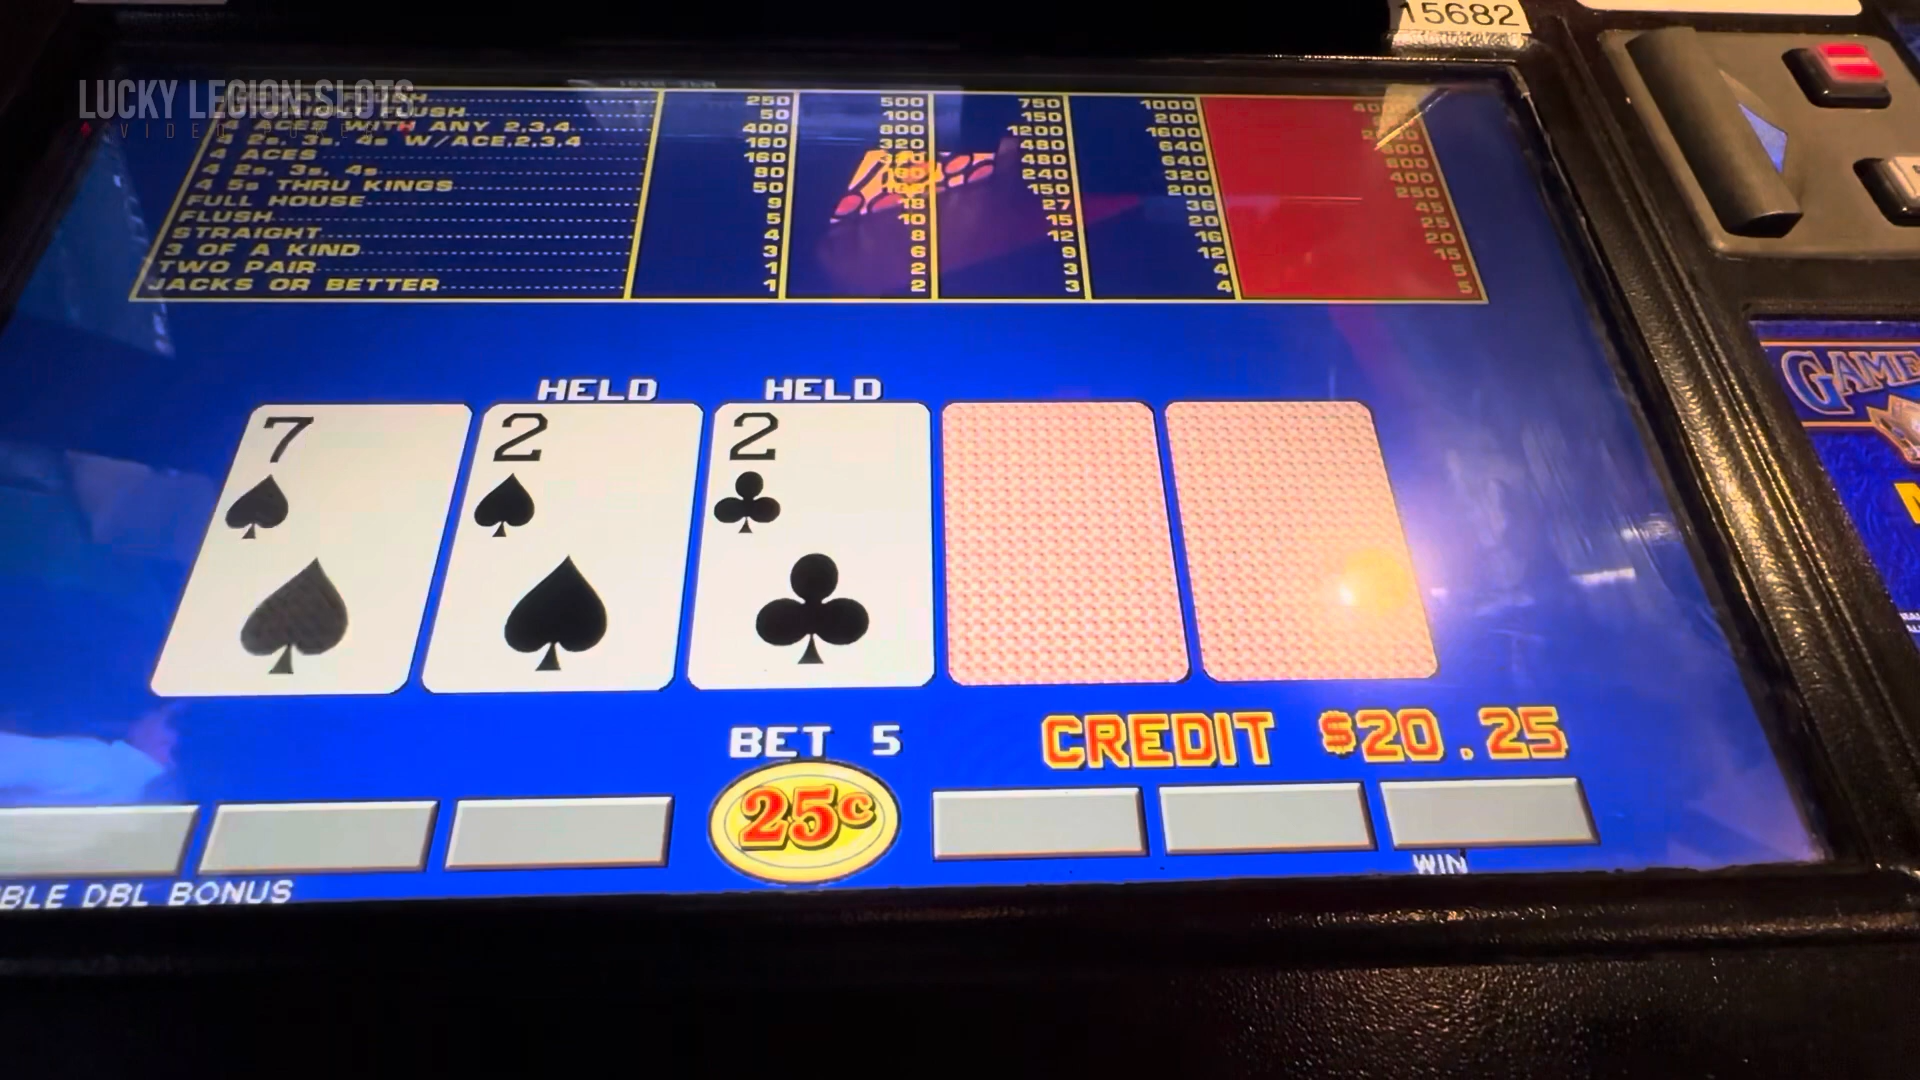 15682
LUCKY LEGION SLOTS
250 500 750 1000
50 100 150 200
4 ACES WITH ANY 2,3,4 400 800 1200 1600
4 2s, 3s, 4s W/ACE,2,3,4 160 320 480 640
4 ACES 160 480 640 800
4 2s, 3s, 4s 80 160 240 320 400
4 5s THRU KINGS 50 150 200 250
FULL HOUSE 9 18 27 36 45
FLUSH 5 10 15 20 25
STRAIGHT 4 8 12 16 20
3 OF A KIND 3 6 9 12 15
TWO PAIR 1 2 3 4 5
JACKS OR BETTER 1 2 3 4 5
GAME
HELD HELD
7 2 2
BET 5 CREDIT $20.25
25¢
WIN
BLE DBL BONUS